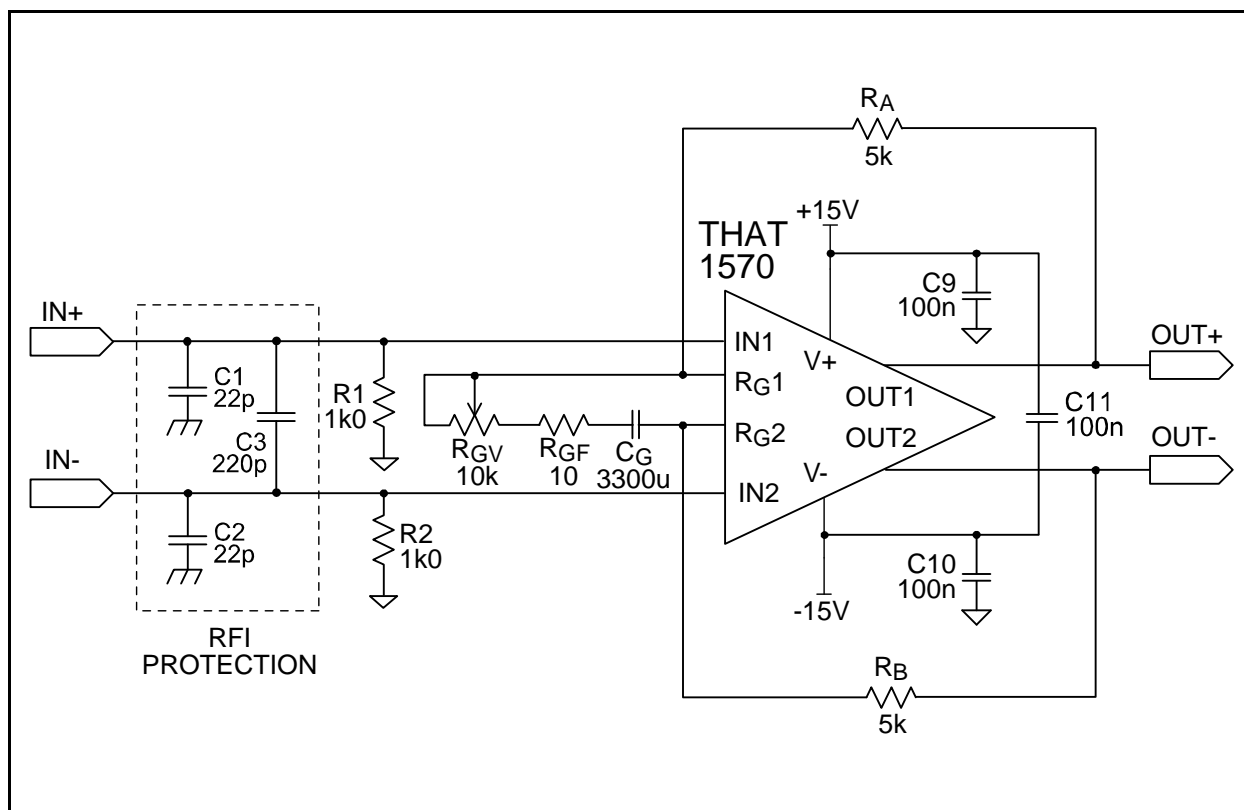 RA
5k
+15V
THAT
1570
C9
100n
IN+
OUT+
IN1
V+
C1
22p
RG1
OUT1
R1
1k0
C11
100n
C3
220p
RG2
OUT2
RGV
10k
RGF
10
CG
3300u
IN-
OUT-
V-
IN2
C2
22p
R2
1k0
C10
100n
-15V
RFI
PROTECTION
RB
5k